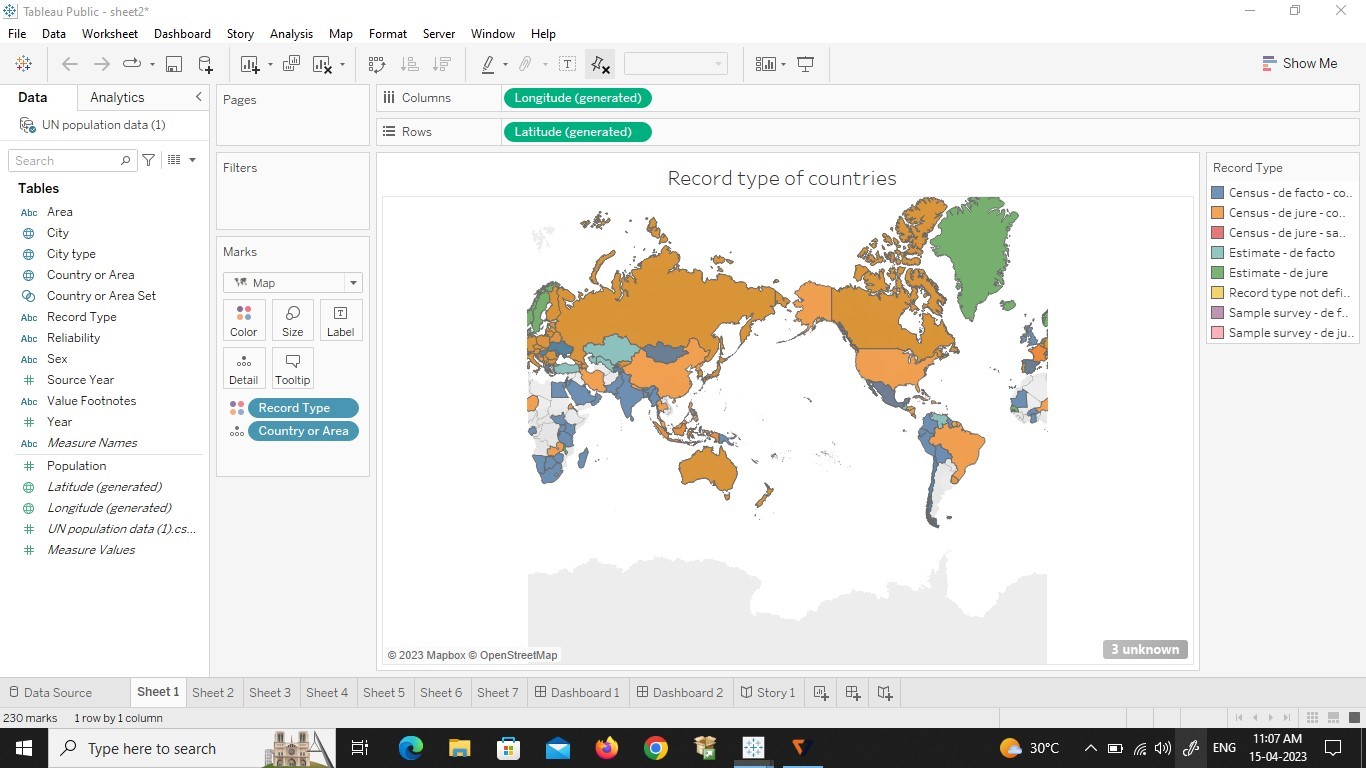 Tableau Public - sheet2*
File Data Worksheet Dashboard Story Analysis Map Format Server Window Help
Show Me
Data Analytics
UN population data (1)
Search
Tables
Abc Area
City
City type
Country or Area
Country or Area Set
Abc Record Type
Abc Reliability
Abc Sex
Source Year
Abc Value Footnotes
Year
Abc Measure Names
Population
Latitude (generated)
Longitude (generated)
UN population data (1).cs...
Measure Values
Pages
Filters
Marks
Map
Color Size Label
Detail Tooltip
Record Type
Country or Area
Columns Longitude (generated)
Rows Latitude (generated)
Record type of countries
© 2023 Mapbox © OpenStreetMap
3 unknown
Record Type
Census - de facto - co..
Census - de jure - co..
Census - de jure - sa..
Estimate - de facto
Estimate - de jure
Record type not defi..
Sample survey - de f..
Sample survey - de ju..
Data Source Sheet 1 Sheet 2 Sheet 3 Sheet 4 Sheet 5 Sheet 6 Sheet 7 Dashboard 1 Dashboard 2 Story 1
230 marks 1 row by 1 column
Type here to search
30°C
ENG
11:07 AM
15-04-2023